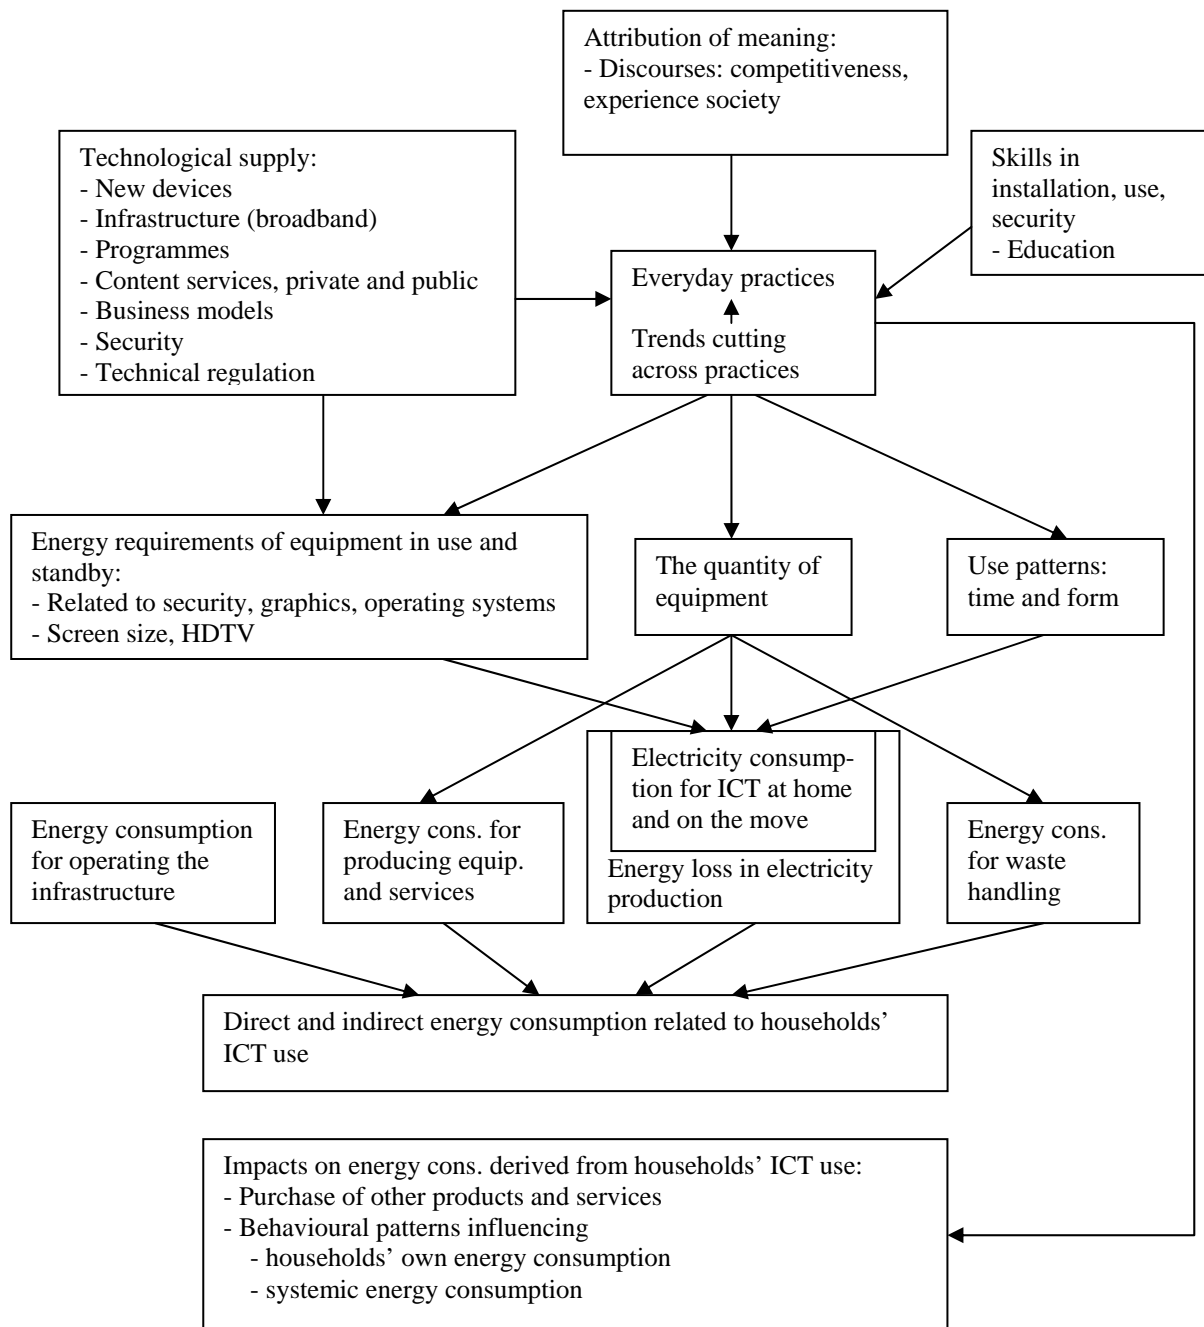 Attribution of meaning:
- Discourses: competitiveness,
experience society
Technological supply:
- New devices
- Infrastructure (broadband)
- Programmes
- Content services, private and public
- Business models
- Security
- Technical regulation
Skills in
installation, use,
security
- Education
Everyday practices
Trends cutting
across practices
Energy requirements of equipment in use and
standby:
- Related to security, graphics, operating systems
- Screen size, HDTV
The quantity of
equipment
Use patterns:
time and form
Energy consumption
for operating the
infrastructure
Energy cons. for
producing equip.
and services
Electricity consump-
tion for ICT at home
and on the move
Energy loss in electricity
production
Energy cons.
for waste
handling
Direct and indirect energy consumption related to households’
ICT use
Impacts on energy cons. derived from households’ ICT use:
- Purchase of other products and services
- Behavioural patterns influencing
- households’ own energy consumption
- systemic energy consumption